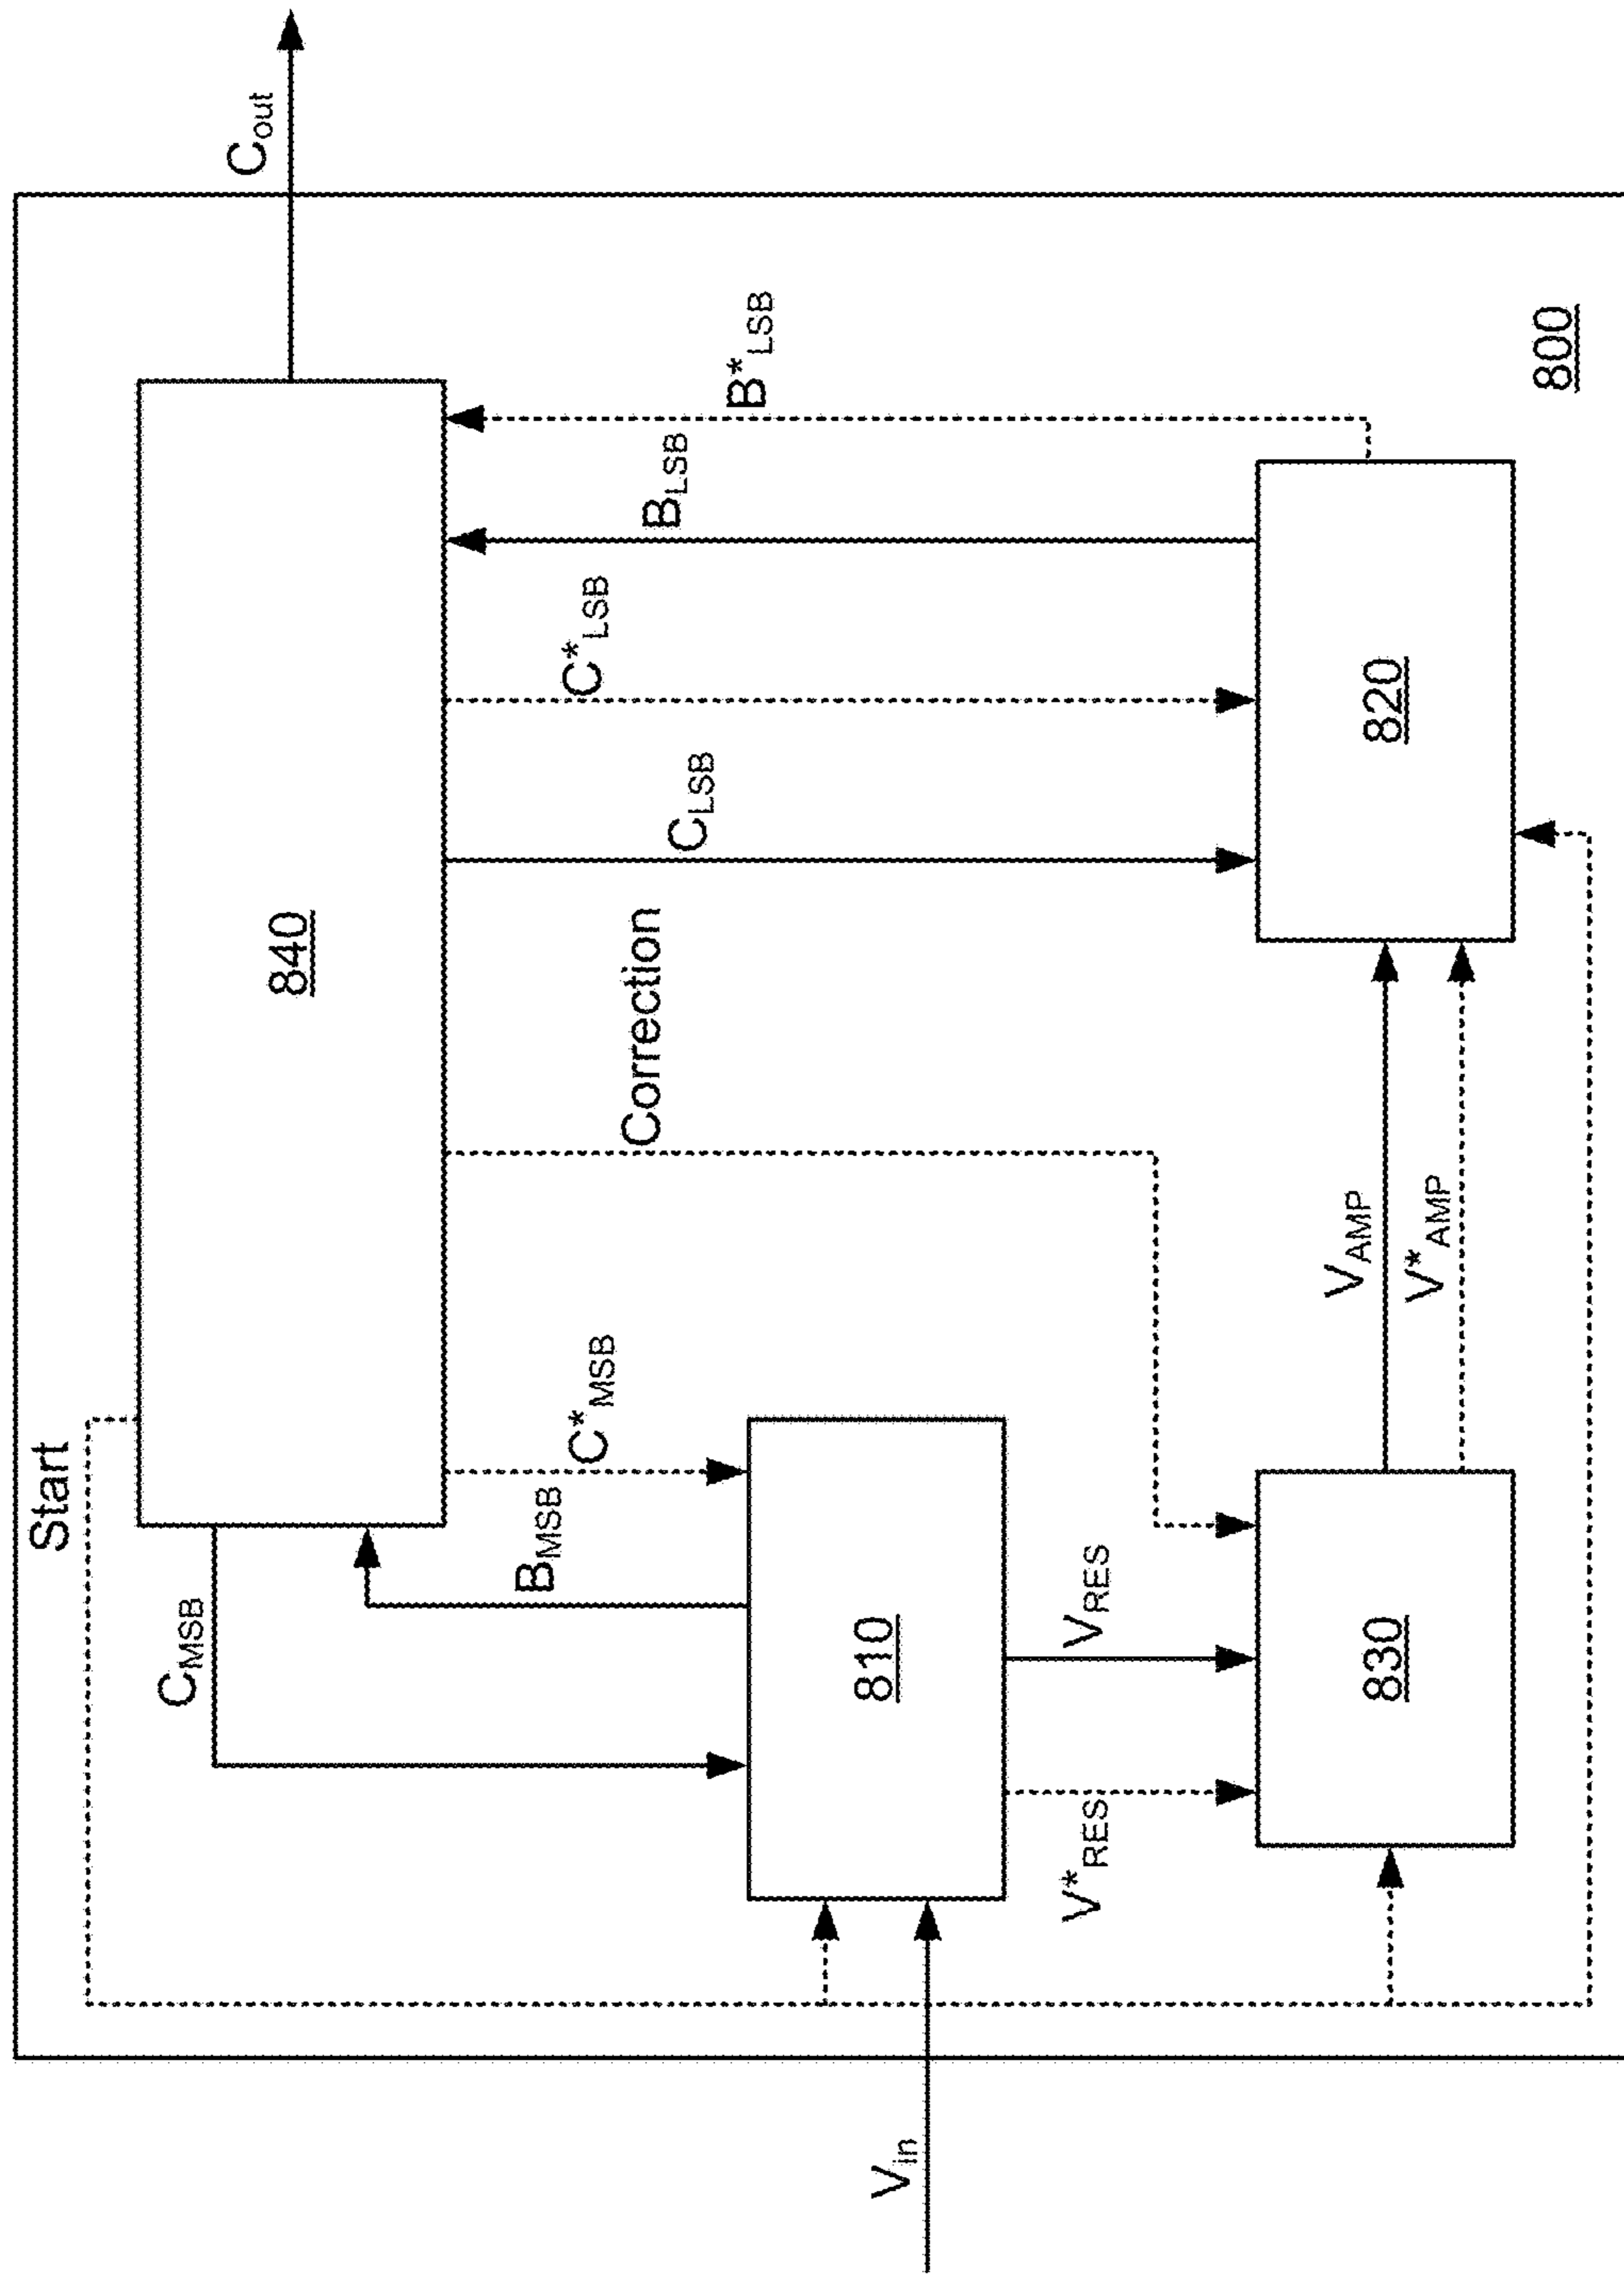 Start
C_MSB
840
C_out
B_MSB
C*_MSB
Correction
C_LSB
C*_LSB
B_LSB
B*_LSB
V_in
810
V*_RES
V_RES
830
V_AMP
V*_AMP
820
800